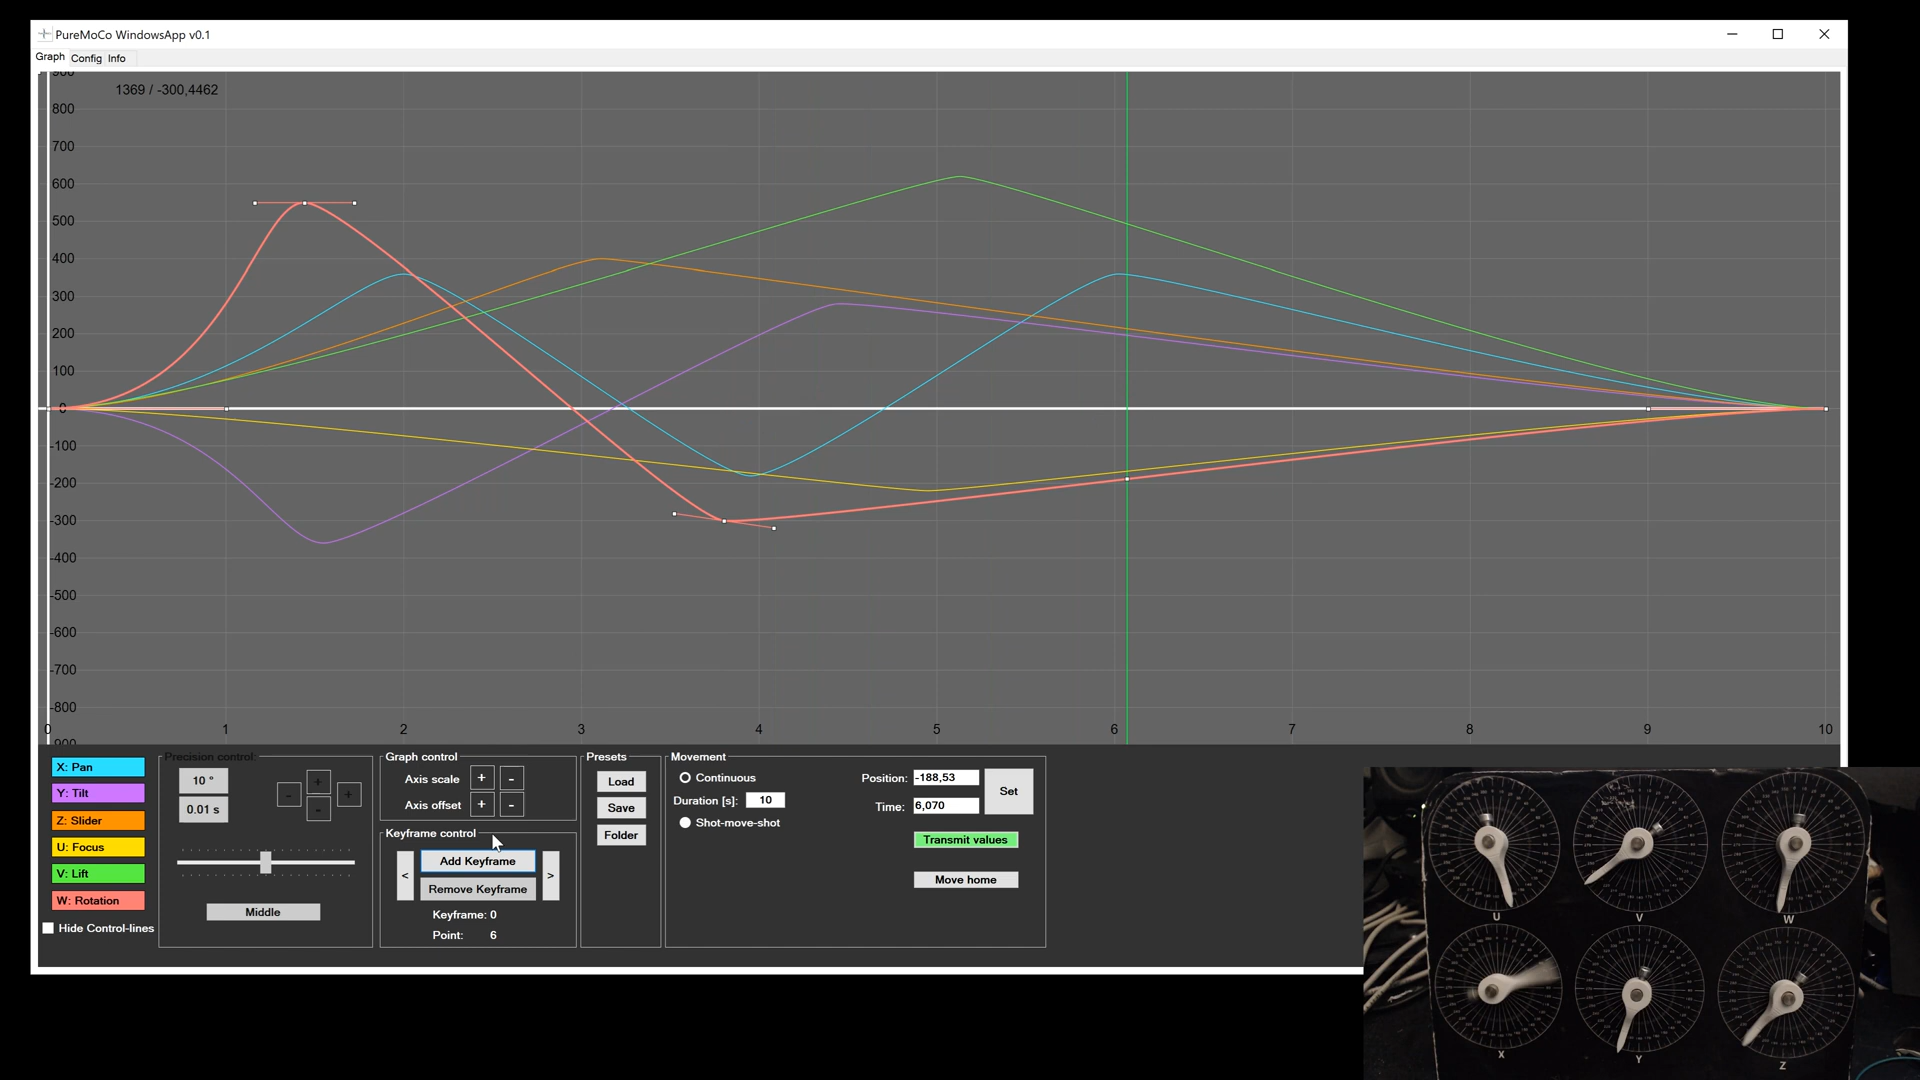 PureMoCo WindowsApp v0.1
Graph Config Info
900
1369 / -300,4462
800
700
600
500
400
300
200
100
0
-100
-200
-300
-400
-500
-600
-700
-800
0 1 2 3 4 5 6 7 8 9 10
-900
X: Pan
Y: Tilt
Z: Slider
U: Focus
V: Lift
W: Rotation
Hide Control-lines
Precision control:
10 °
0.01 s
- + - +
Middle
Graph control
Axis scale + -
Axis offset + -
Keyframe control
< Add Keyframe >
Remove Keyframe
Keyframe: 0
Point: 6
Presets
Load
Save
Folder
Movement
Continuous
Duration [s]: 10
Shot-move-shot
Position: -188,53
Time: 6,070
Set
Transmit values
Move home
U V W
X Y Z